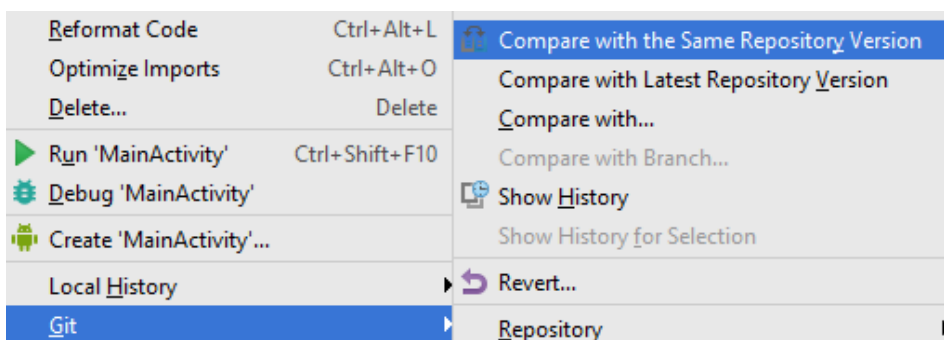 Reformat Code Ctrl+Alt+L
Optimize Imports Ctrl+Alt+O
Delete... Delete
Run 'MainActivity' Ctrl+Shift+F10
Debug 'MainActivity'
Create 'MainActivity'...
Local History
Git
Compare with the Same Repository Version
Compare with Latest Repository Version
Compare with...
Compare with Branch...
Show History
Show History for Selection
Revert...
Repository